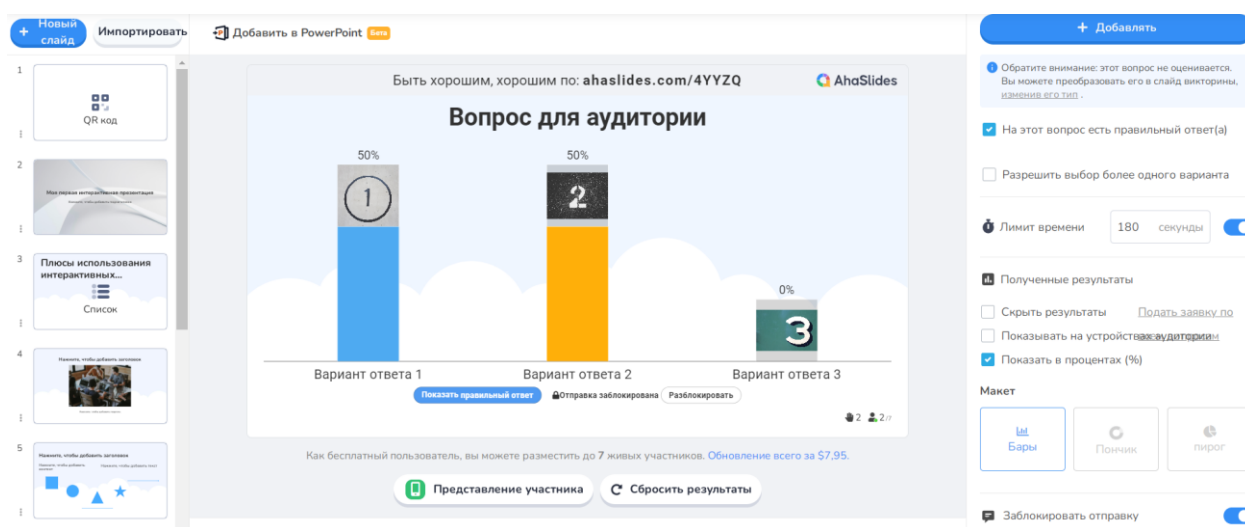 + Новый слайд
Импортировать
Добавить в PowerPoint Бета
+ Добавлять
1
QR код
2
Моя первая интерактивная презентация
3
Плюсы использования
интерактивных...
Список
4
Нажмите, чтобы добавить заголовок
5
Нажмите, чтобы добавить заголовок
Быть хорошим, хорошим по: ahaslides.com/4YYZQ
AhaSlides
Вопрос для аудитории
50%
50%
0%
1
2
3
Вариант ответа 1
Вариант ответа 2
Вариант ответа 3
Показать правильный ответ
Отправка заблокирована
Разблокировать
2
2/7
Как бесплатный пользователь, вы можете разместить до 7 живых участников. Обновление всего за $7,95.
Представление участника
Сбросить результаты
Обратите внимание: этот вопрос не оценивается.
Вы можете преобразовать его в слайд викторины,
изменив его тип .
На этот вопрос есть правильный ответ(а)
Разрешить выбор более одного варианта
Лимит времени
180 секунды
Полученные результаты
Скрыть результаты
Подать заявку по
Показывать на устройствах аудитории
Показать в процентах (%)
Макет
Бары
Пончик
пирог
Заблокировать отправку